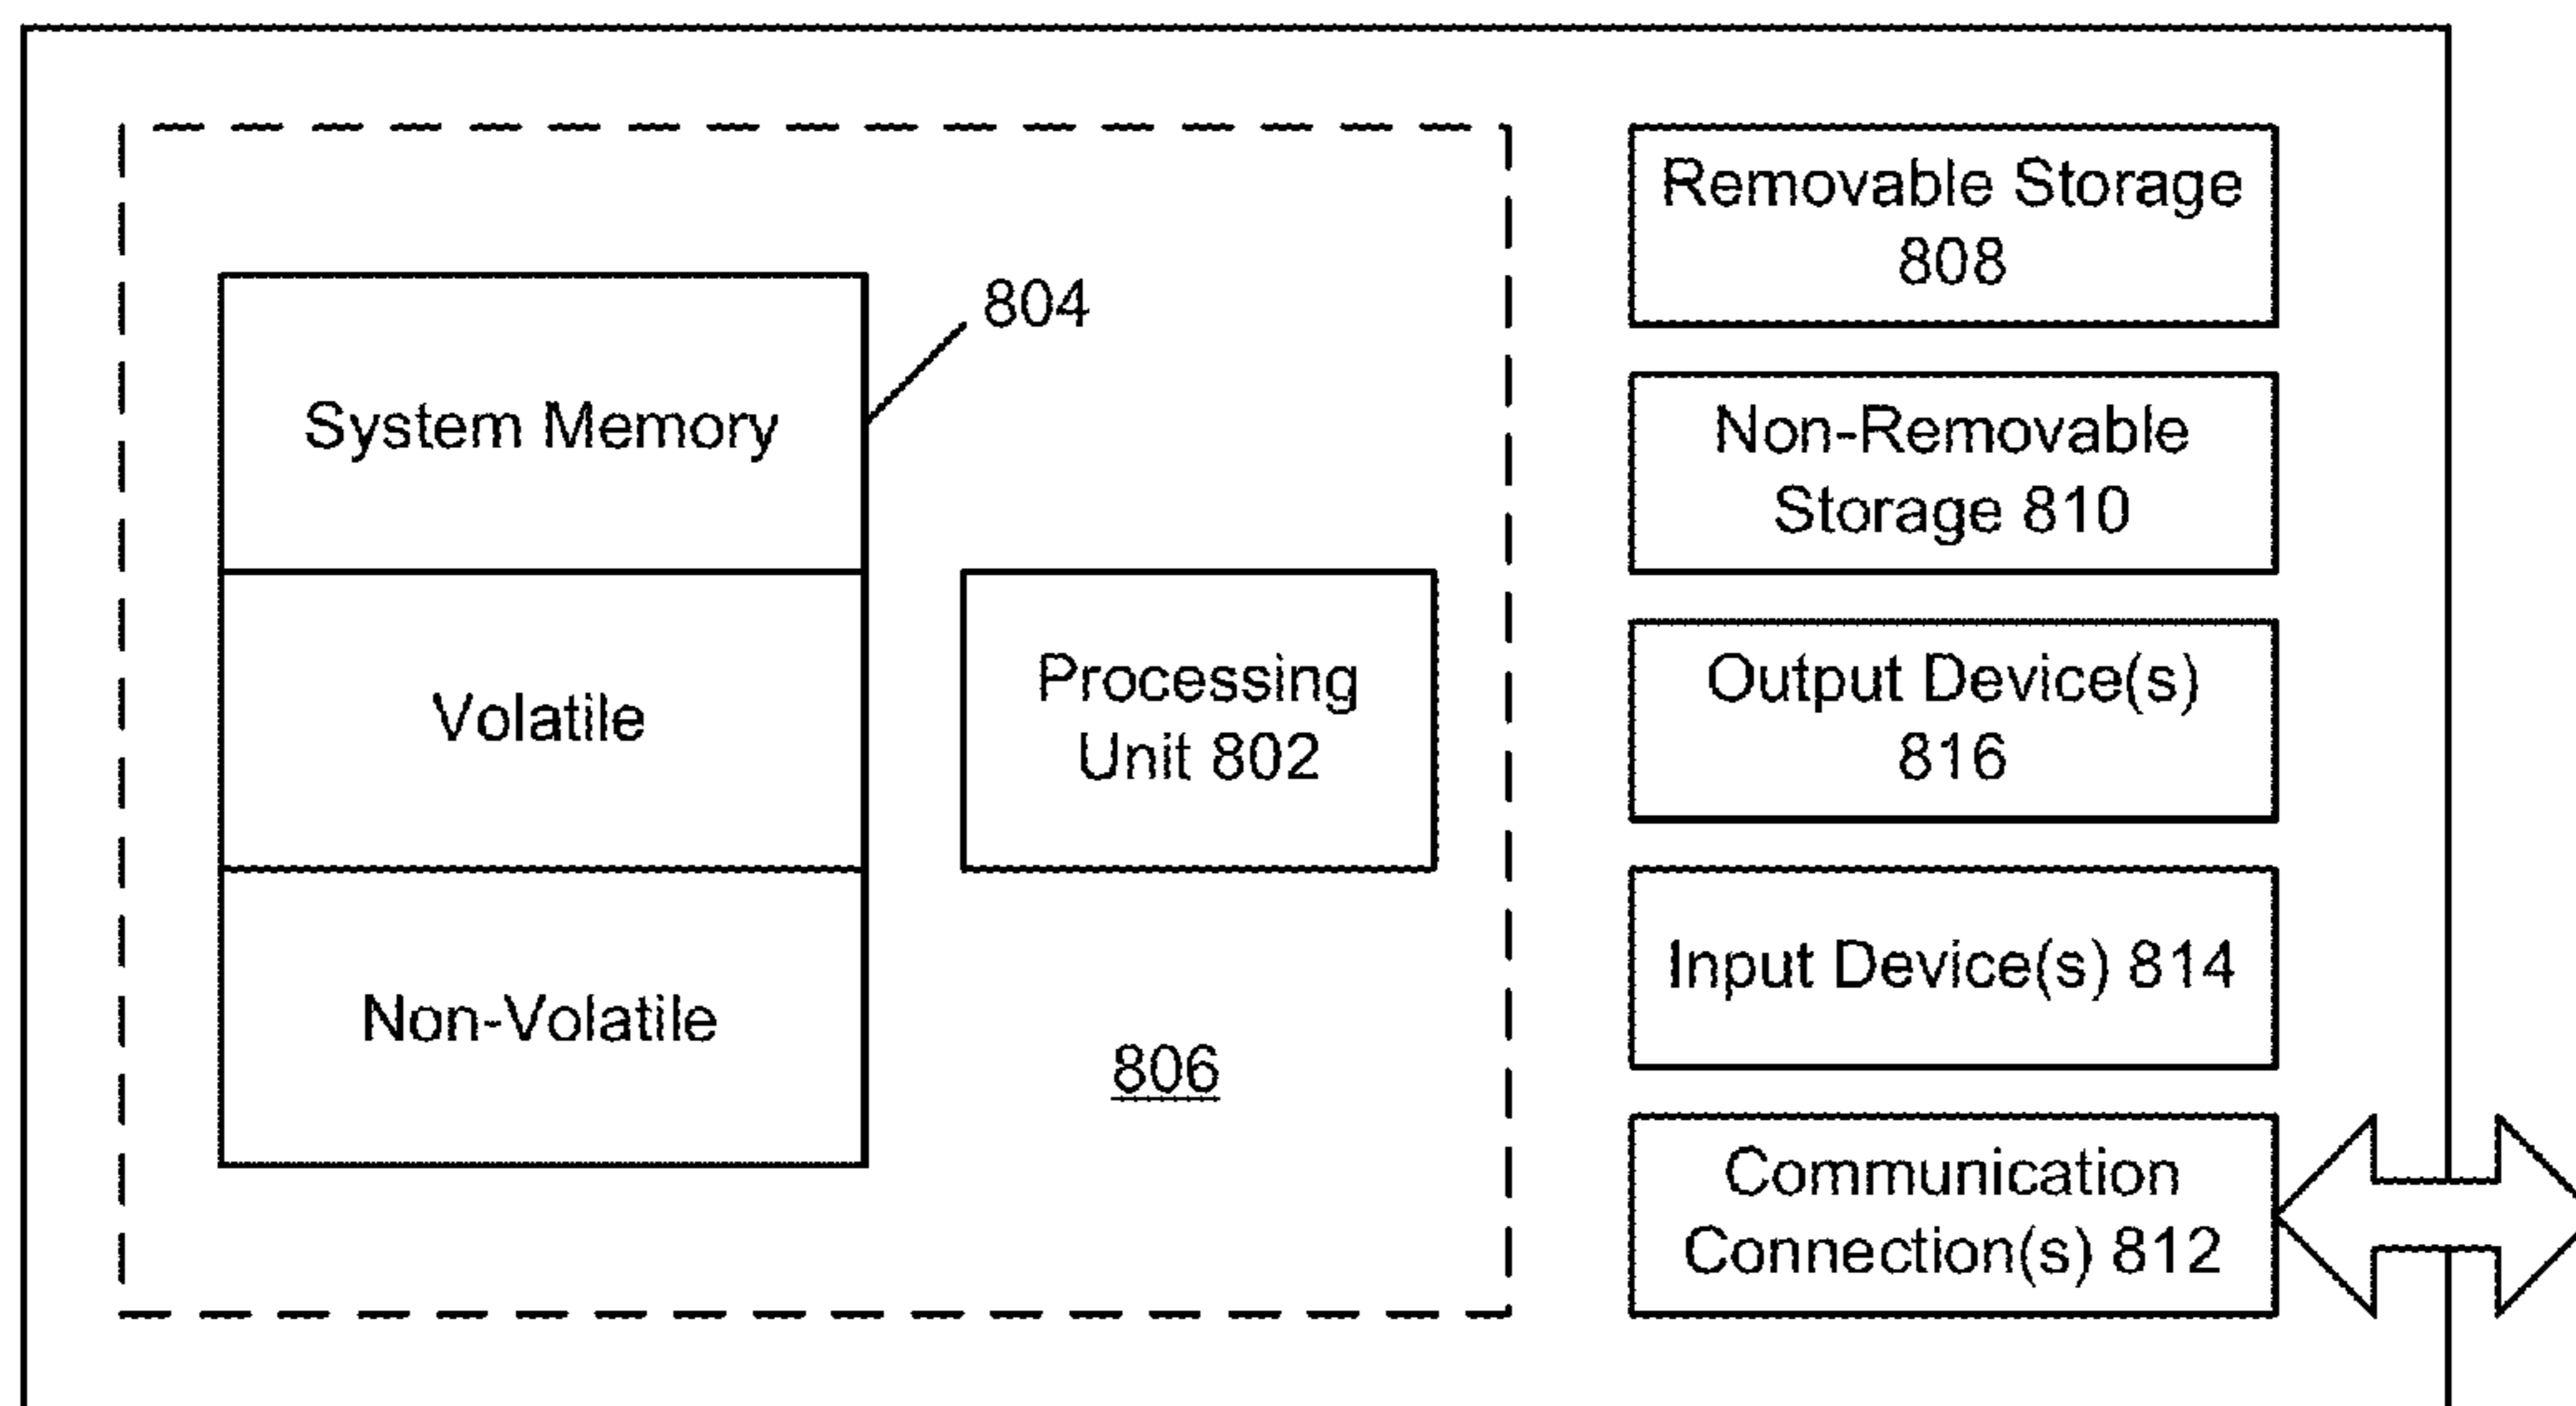 804
System Memory
Volatile
Non-Volatile
Processing
Unit 802
806
Removable Storage
808
Non-Removable
Storage 810
Output Device(s)
816
Input Device(s) 814
Communication
Connection(s) 812